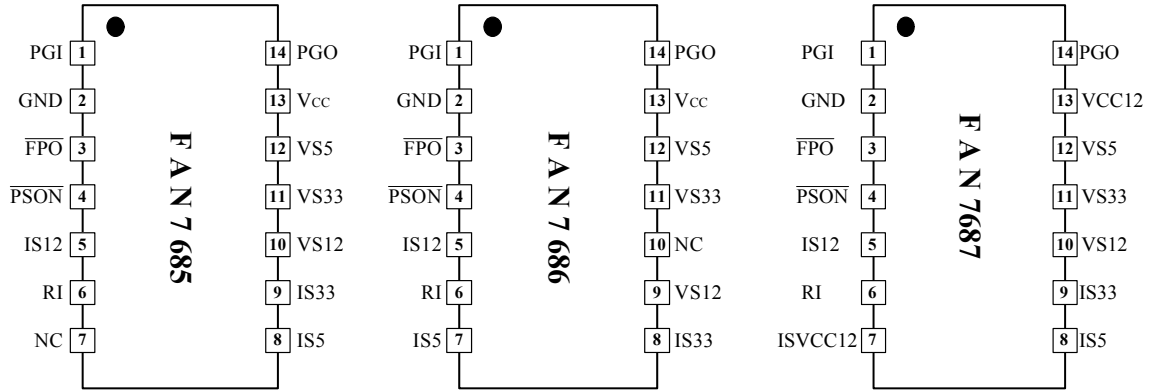 PGI 1 14 PGO
GND 2 13 Vcc
FPO 3 12 VS5
PSON 4 11 VS33
IS12 5 10 VS12
RI 6 9 IS33
NC 7 8 IS5
FAN7685
PGI 1 14 PGO
GND 2 13 Vcc
FPO 3 12 VS5
PSON 4 11 VS33
IS12 5 10 NC
RI 6 9 VS12
IS5 7 8 IS33
FAN7686
PGI 1 14 PGO
GND 2 13 VCC12
FPO 3 12 VS5
PSON 4 11 VS33
IS12 5 10 VS12
RI 6 9 IS33
ISVCC12 7 8 IS5
FAN7687